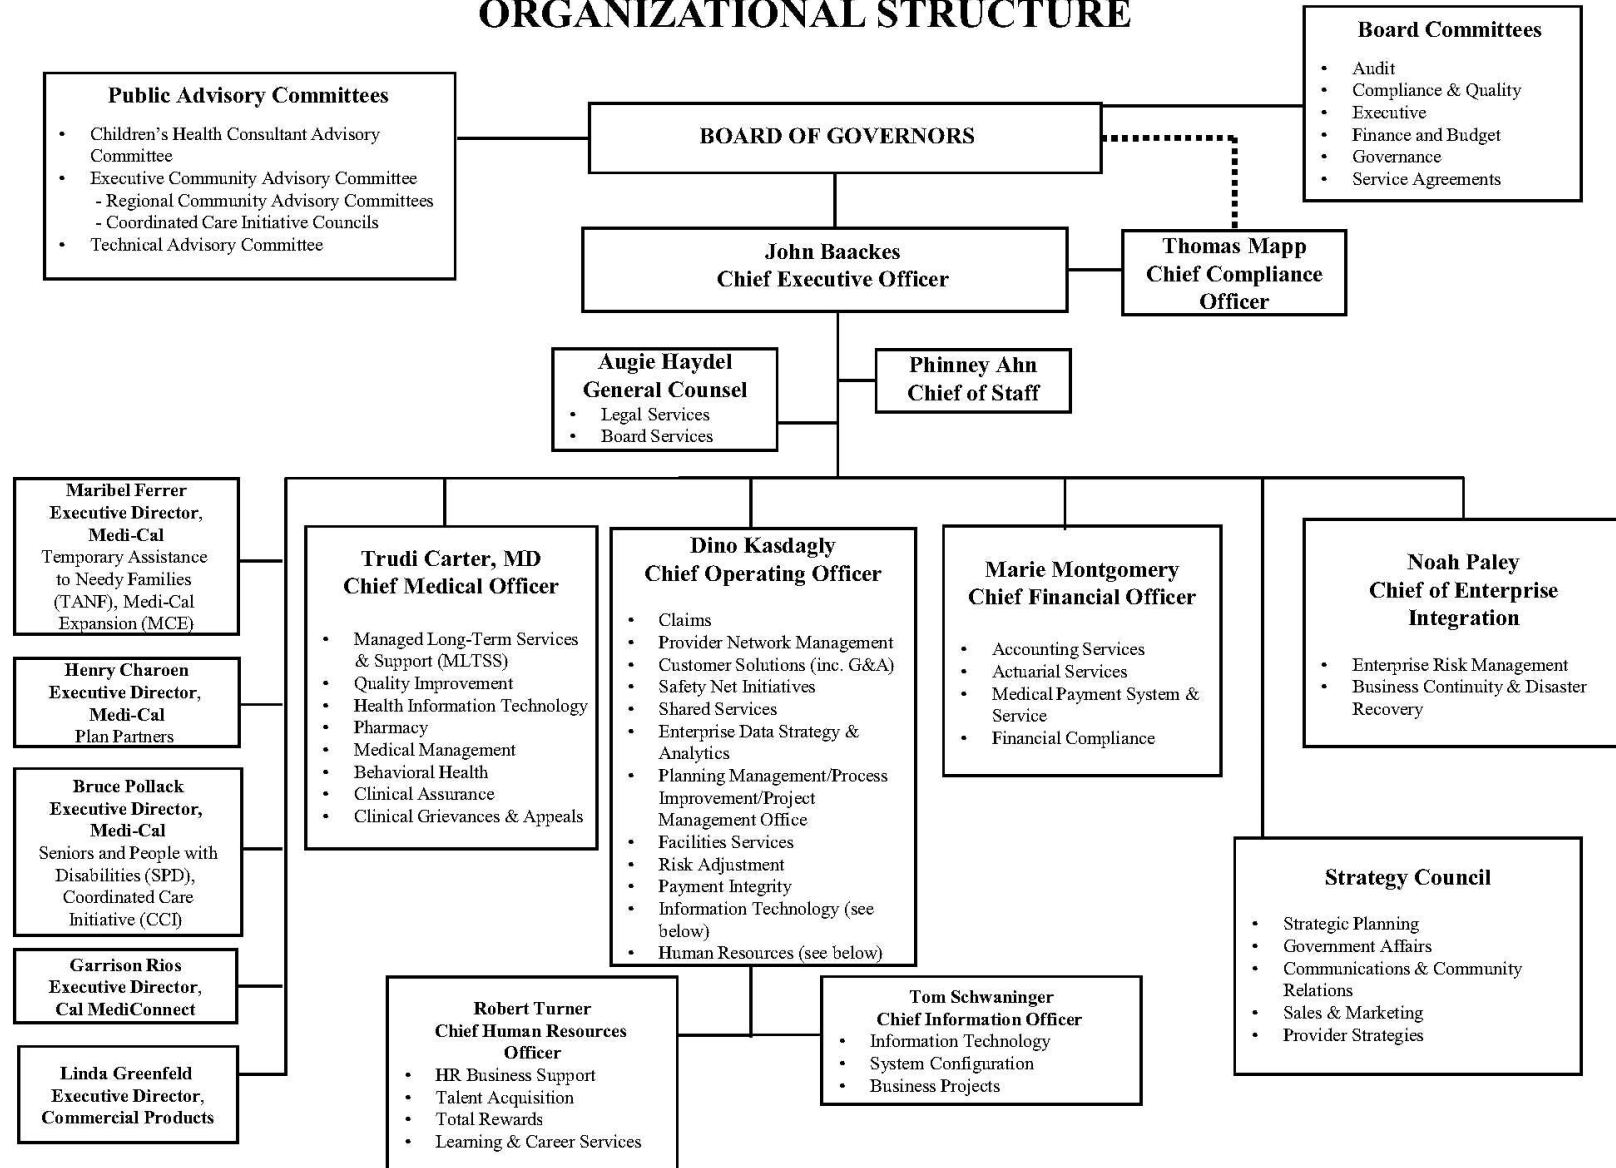 ORGANIZATIONAL STRUCTURE
Board Committees
• Audit
• Compliance & Quality
• Executive
• Finance and Budget
• Governance
• Service Agreements
Public Advisory Committees
• Children's Health Consultant Advisory
Committee
• Executive Community Advisory Committee
- Regional Community Advisory Committees
- Coordinated Care Initiative Councils
• Technical Advisory Committee
BOARD OF GOVERNORS
John Baackes
Chief Executive Officer
Thomas Mapp
Chief Compliance
Officer
Augie Haydel
General Counsel
• Legal Services
• Board Services
Phinney Ahn
Chief of Staff
Maribel Ferrer
Executive Director,
Medi-Cal
Temporary Assistance
to Needy Families
(TANF), Medi-Cal
Expansion (MCE)
Henry Charoen
Executive Director,
Medi-Cal
Plan Partners
Bruce Pollack
Executive Director,
Medi-Cal
Seniors and People with
Disabilities (SPD),
Coordinated Care
Initiative (CCI)
Garrison Rios
Executive Director,
Cal MediConnect
Linda Greenfeld
Executive Director,
Commercial Products
Trudi Carter, MD
Chief Medical Officer
• Managed Long-Term Services
& Support (MLTSS)
• Quality Improvement
• Health Information Technology
• Pharmacy
• Medical Management
• Behavioral Health
• Clinical Assurance
• Clinical Grievances & Appeals
Dino Kasdagly
Chief Operating Officer
• Claims
• Provider Network Management
• Customer Solutions (inc. G&A)
• Safety Net Initiatives
• Shared Services
• Enterprise Data Strategy &
Analytics
• Planning Management/Process
Improvement/Project
Management Office
• Facilities Services
• Risk Adjustment
• Payment Integrity
• Information Technology (see
below)
• Human Resources (see below)
Marie Montgomery
Chief Financial Officer
• Accounting Services
• Actuarial Services
• Medical Payment System &
Service
• Financial Compliance
Noah Paley
Chief of Enterprise
Integration
• Enterprise Risk Management
• Business Continuity & Disaster
Recovery
Strategy Council
• Strategic Planning
• Government Affairs
• Communications & Community
Relations
• Sales & Marketing
• Provider Strategies
Robert Turner
Chief Human Resources
Officer
• HR Business Support
• Talent Acquisition
• Total Rewards
• Learning & Career Services
Tom Schwaninger
Chief Information Officer
• Information Technology
• System Configuration
• Business Projects